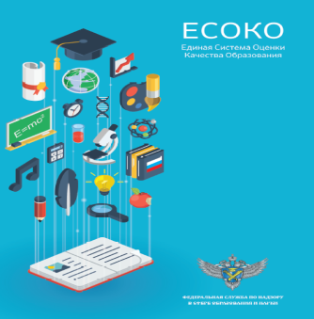 ЕСОКО
Единая Система Оценки
Качества Образования
E=mc²
ФЕДЕРАЛЬНАЯ СЛУЖБА ПО НАДЗОРУ
В СФЕРЕ ОБРАЗОВАНИЯ И НАУКИ